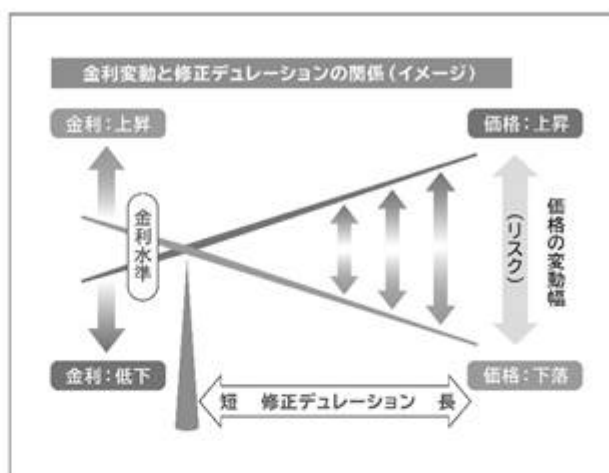 金利変動と修正デュレーションの関係（イメージ）
金利：上昇
価格：上昇
金利水準
（リスク）
価格の変動幅
金利：低下
価格：下落
短 修正デュレーション 長